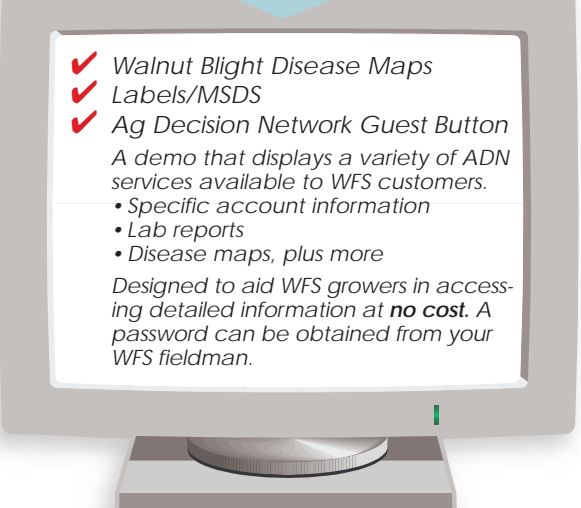 ✔ Walnut Blight Disease Maps
✔ Labels/MSDS
✔ Ag Decision Network Guest Button
A demo that displays a variety of ADN
services available to WFS customers.
• Specific account information
• Lab reports
• Disease maps, plus more
Designed to aid WFS growers in access-
ing detailed information at no cost. A
password can be obtained from your
WFS fieldman.